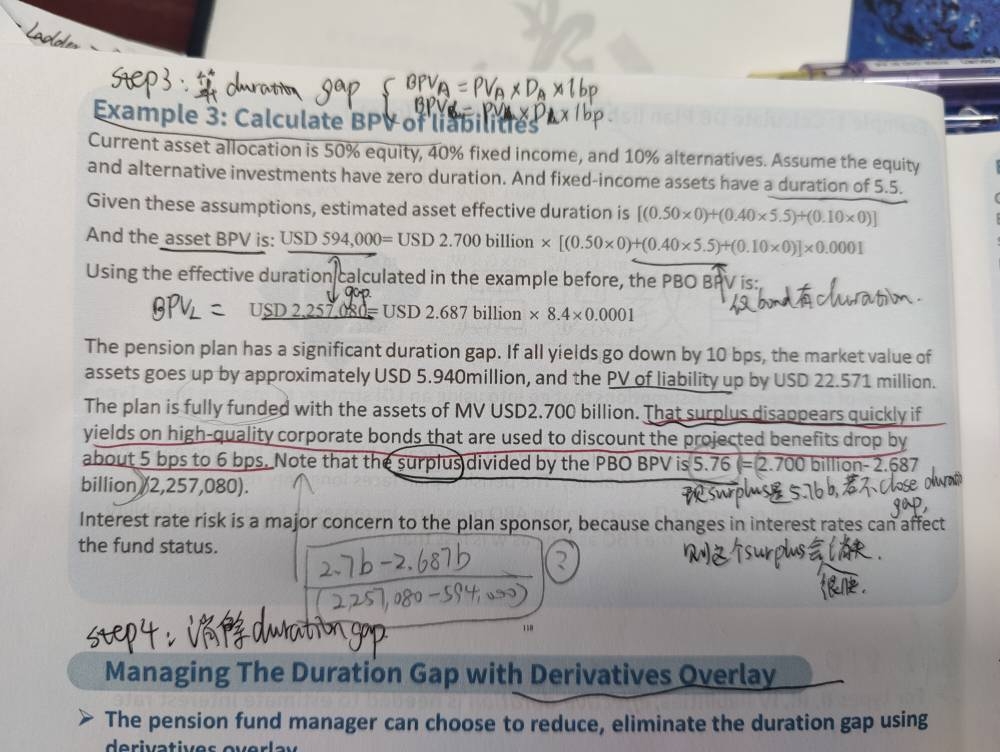 Ladder
Step3: 算 duration gap { BPVA = PVA × DA × 1bp
BPVL = PVL × DL × 1bp.
Example 3: Calculate BPV of liabilities
Current asset allocation is 50% equity, 40% fixed income, and 10% alternatives. Assume the equity
and alternative investments have zero duration. And fixed-income assets have a duration of 5.5.
Given these assumptions, estimated asset effective duration is [(0.50×0)+(0.40×5.5)+(0.10×0)]
And the asset BPV is: USD 594,000= USD 2.700 billion × [(0.50×0)+(0.40×5.5)+(0.10×0)]×0.0001
Using the effective duration calculated in the example before, the PBO BPV is:
gap.
仅bond有duration.
BPVL = USD 2,257,080= USD 2.687 billion × 8.4×0.0001
The pension plan has a significant duration gap. If all yields go down by 10 bps, the market value of
assets goes up by approximately USD 5.940million, and the PV of liability up by USD 22.571 million.
The plan is fully funded with the assets of MV USD2.700 billion. That surplus disappears quickly if
yields on high-quality corporate bonds that are used to discount the projected benefits drop by
about 5 bps to 6 bps. Note that the surplus divided by the PBO BPV is 5.76 (=(2.700 billion- 2.687
billion)/2,257,080).
surplus是5.76b,若不close duration
gap,
Interest rate risk is a major concern to the plan sponsor, because changes in interest rates can affect
the fund status.
则这个surplus会消失.
很快.
2.7b-2.687b
(2,257,080-594,000)
?
118
Step4: 消除duration gap.
Managing The Duration Gap with Derivatives Overlay
➤ The pension fund manager can choose to reduce, eliminate the duration gap using
derivatives overlay